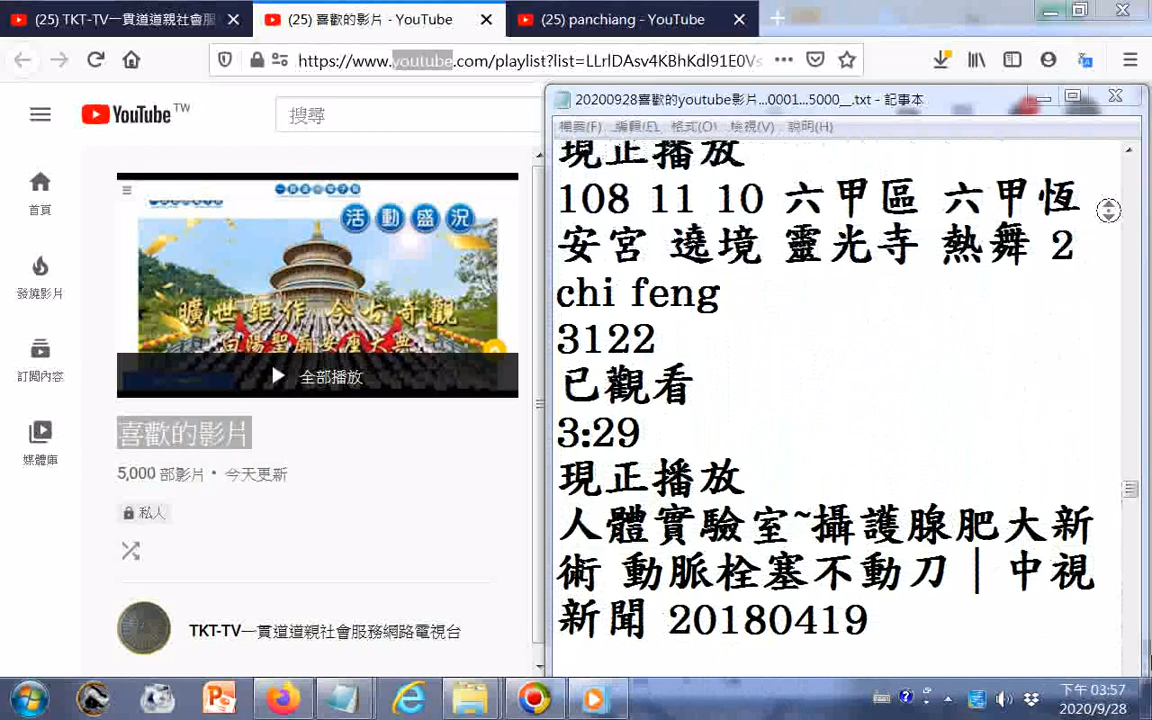 (25) TKT-TV一貫道道親社會服
(25) 喜歡的影片 - YouTube
(25) panchiang - YouTube
https://www.youtube.com/playlist?list=LLrlDAsv4KBhKdl91E0Vs
YouTube TW
搜尋
首頁
發燒影片
訂閱內容
媒體庫
活動盛況
曠世鉅作 今古奇觀
白陽聖廟安座大典
全部播放
喜歡的影片
5,000 部影片・今天更新
私人
TKT-TV一貫道道親社會服務網路電視台
20200928喜歡的youtube影片...0001...5000__.txt - 記事本
檔案(F) 編輯(E) 格式(O) 檢視(V) 說明(H)
現正播放
108 11 10 六甲區 六甲恆
安宮 遶境 靈光寺 熱舞 2
chi feng
3122
已觀看
3:29
現正播放
人體實驗室~攝護腺肥大新
術 動脈栓塞不動刀│中視
新聞 20180419
下午 03:57
2020/9/28